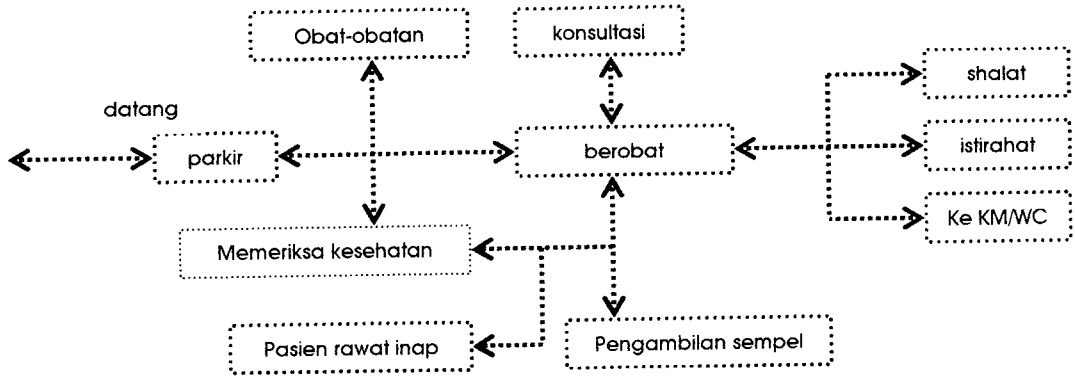 Obat-obatan
konsultasi
shalat
datang
parkir
berobat
istirahat
Ke KM/WC
Memeriksa kesehatan
Pasien rawat inap
Pengambilan sempel